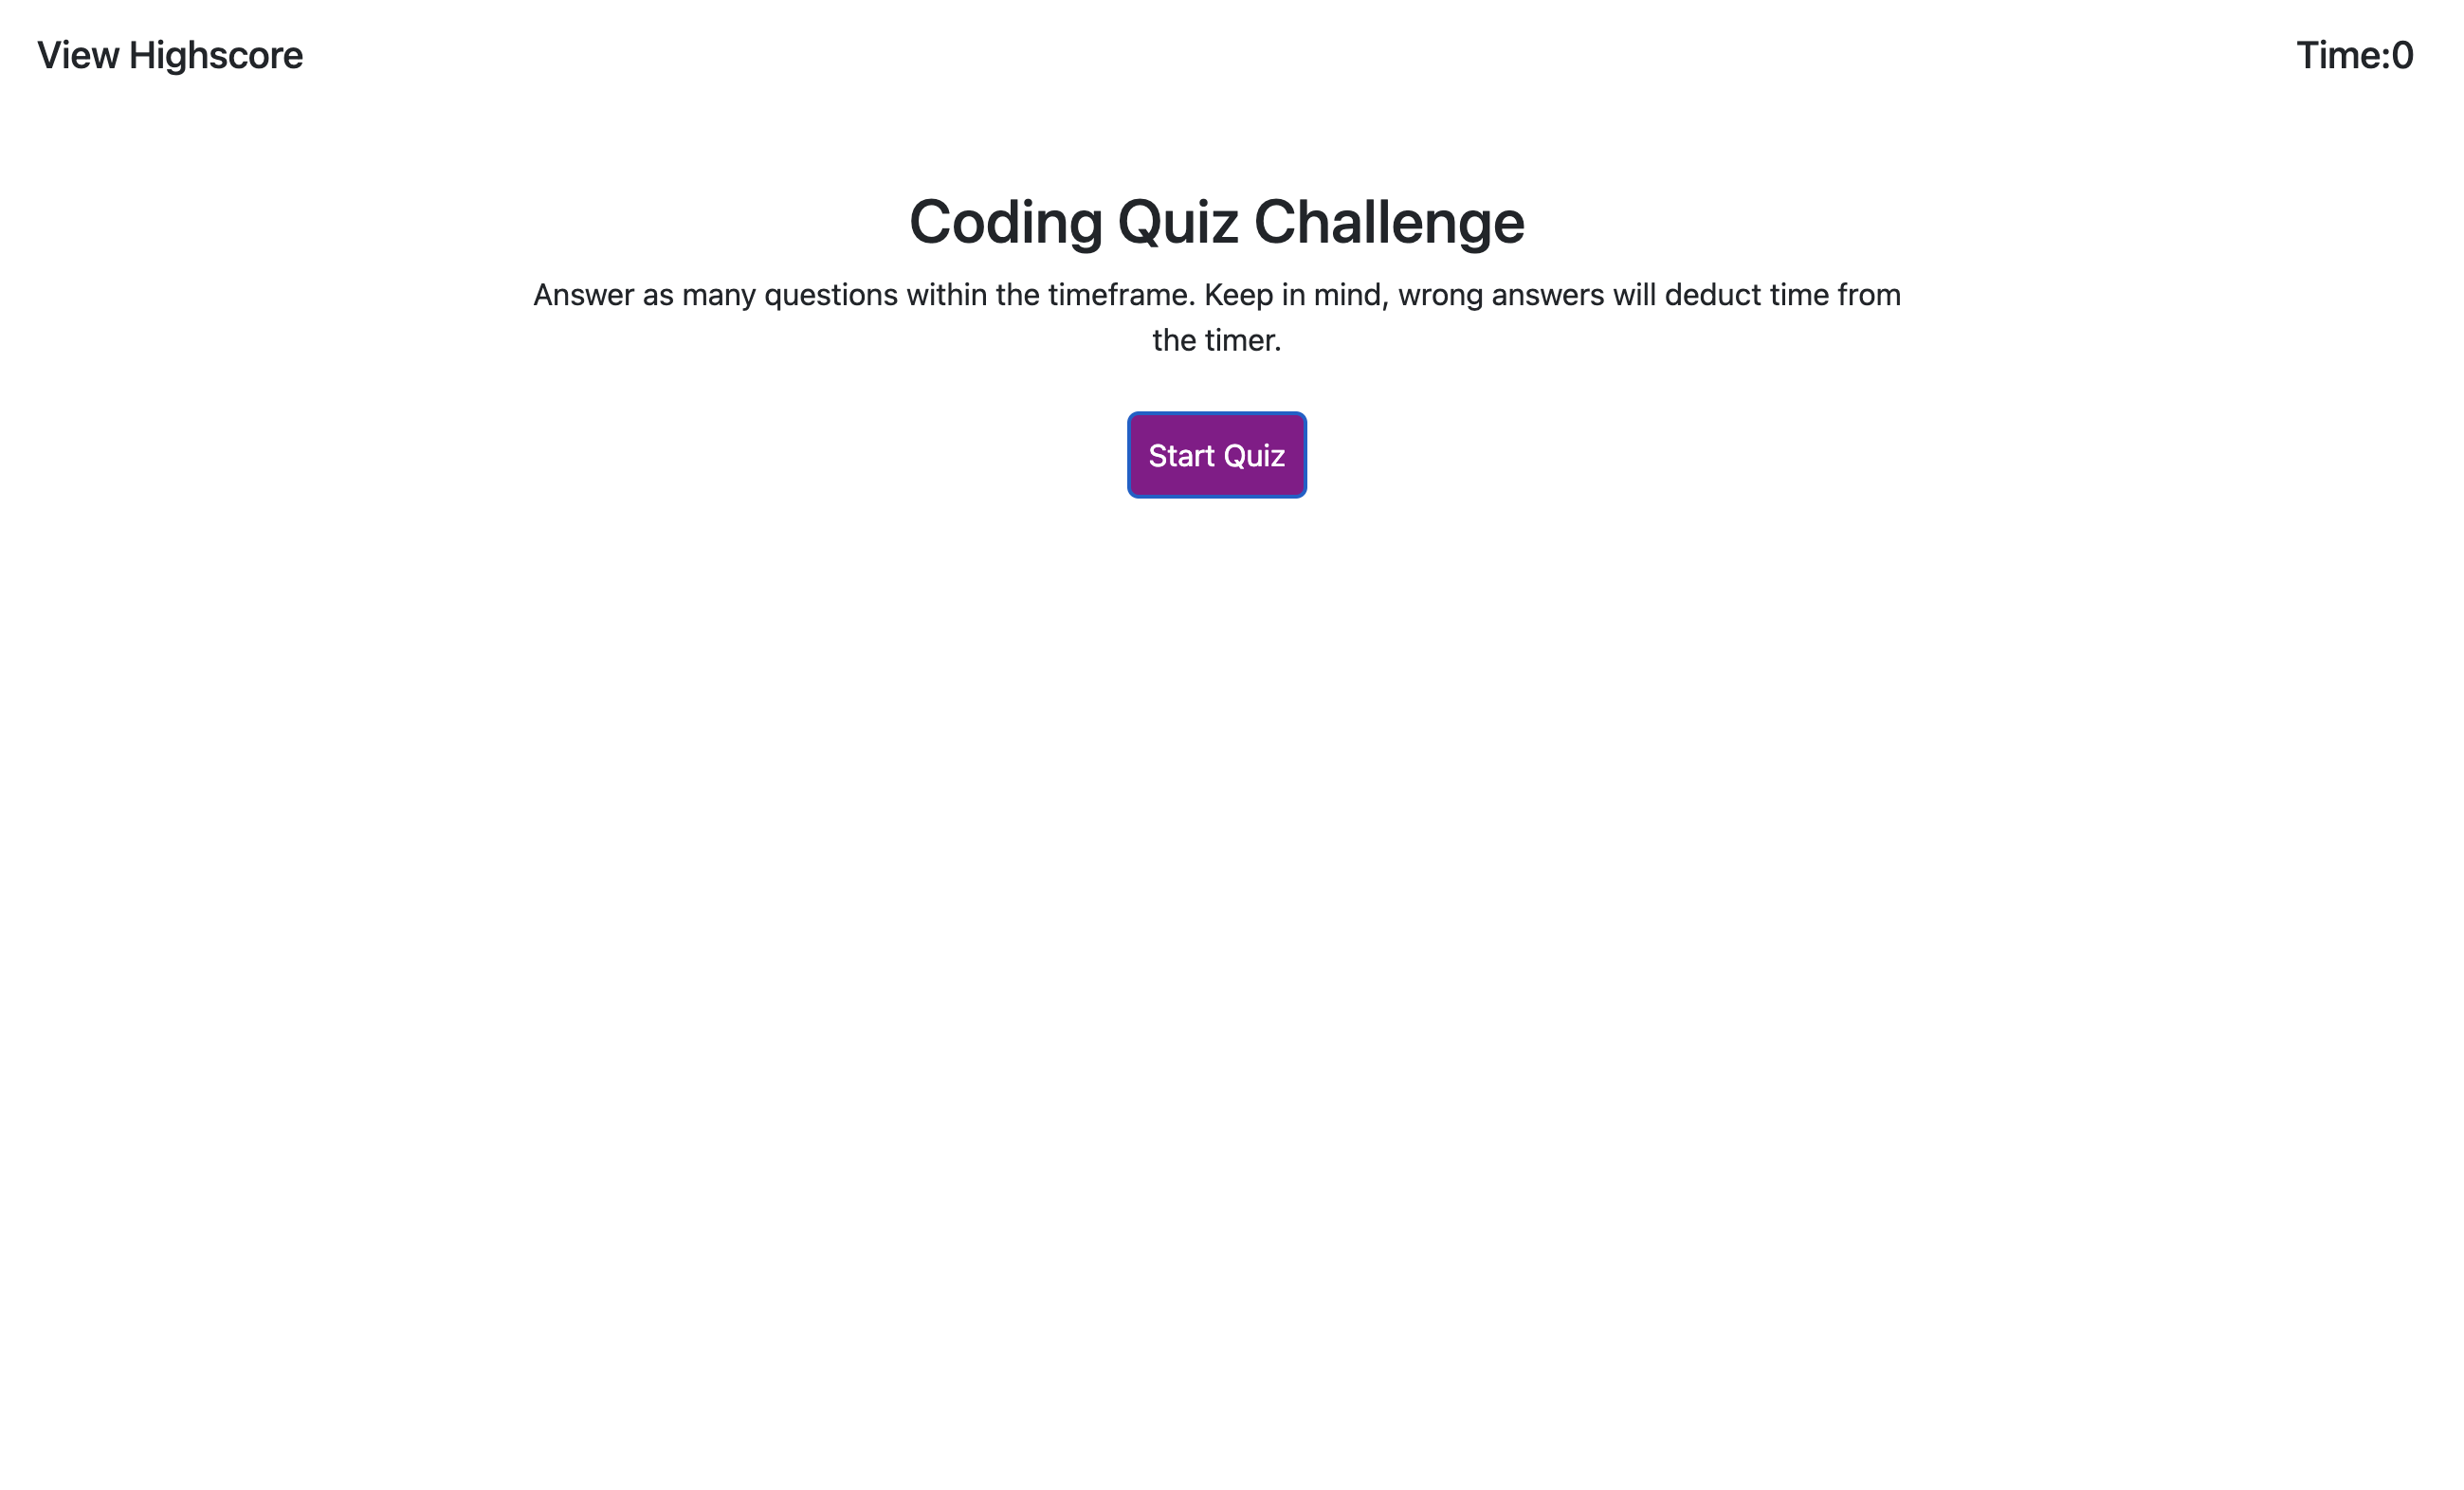 View Highscore
Time:0
Coding Quiz Challenge
Answer as many questions within the timeframe. Keep in mind, wrong answers will deduct time from
the timer.
Start Quiz